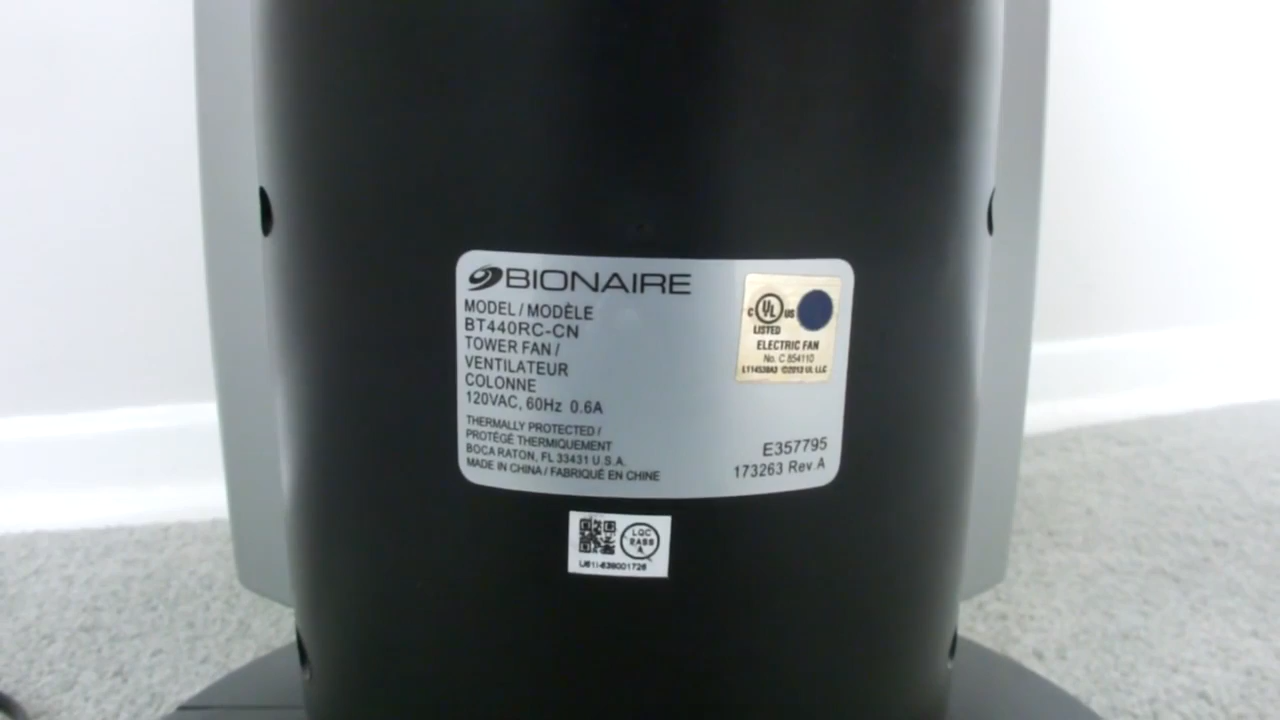 BIONAIRE
MODEL / MODÈLE
BT440RC-CN
TOWER FAN /
VENTILATEUR
COLONNE
120VAC, 60Hz 0.6A
THERMALLY PROTECTED /
PROTÉGÉ THERMIQUEMENT
BOCA RATON, FL 33431 U.S.A.
MADE IN CHINA / FABRIQUÉ EN CHINE
C UL US
LISTED
ELECTRIC FAN
No. C 854110
©2013 UL LLC
E357795
173263 Rev.A
LQC
PASS
A